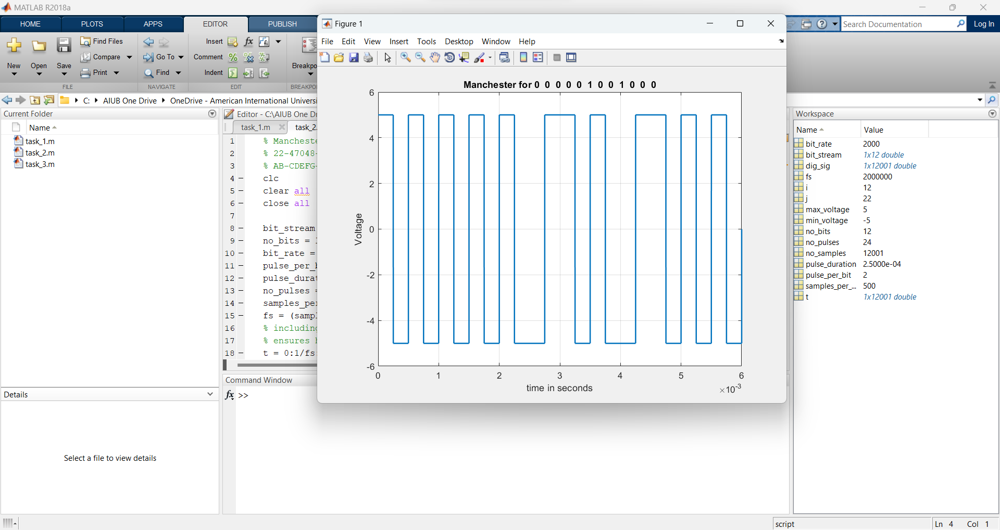 MATLAB R2018a
HOME PLOTS APPS EDITOR PUBLISH
Search Documentation Log In
New Open Save
Find Files
Compare
Print
FILE
Go To
Find
NAVIGATE
Insert
Comment
Indent
EDIT
Breakpo
BREAKPOI
C: AIUB One Drive OneDrive - American International Universi
Current Folder
Name
task_1.m
task_2.m
task_3.m
Details
Select a file to view details
Editor - C:\AIUB One Dr
task_1.m task_2.
1 % Manchest
2 % 22-47048-
3 % AB-CDEFG-
4 clc
5 clear all
6 close all
7
8 bit_stream
9 no_bits =
10 bit_rate =
11 pulse_per_
12 pulse_dura
13 no_pulses
14 samples_per
15 fs = (samp
16 % including
17 % ensures
18 t = 0:1/fs
Command Window
fx >>
Figure 1
File Edit View Insert Tools Desktop Window Help
Manchester for 0 0 0 0 0 1 0 0 1 0 0 0
6
4
2
0
-2
-4
-6
Voltage
0 1 2 3 4 5 6
time in seconds
×10-3
Workspace
Name Value
bit_rate 2000
bit_stream 1x12 double
dig_sig 1x12001 double
fs 2000000
i 12
j 22
max_voltage 5
min_voltage -5
no_bits 12
no_pulses 24
no_samples 12001
pulse_duration 2.5000e-04
pulse_per_bit 2
samples_per_... 500
t 1x12001 double
script Ln 4 Col 1